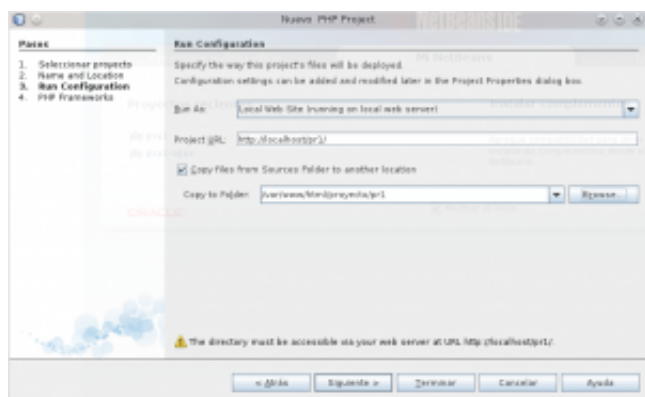 Nuevo PHP Project
NetBeans IDE
Pasos
1. Seleccionar proyecto
2. Name and Location
3. Run Configuration
4. PHP Frameworks
Run Configuration
Specify the way this project's files will be deployed.
Configuration settings can be added and modified later in the Project Properties dialog box.
Run As: Local Web Site (running on local web server)
Project URL: http://localhost/pr1/
Copy files from Sources Folder to another location
Copy to Folder: /var/www/html/proyecto/pr1 Browse...
The directory must be accessible via your web server at URL http://localhost/pr1/.
< Atrás Siguiente > Terminar Cancelar Ayuda